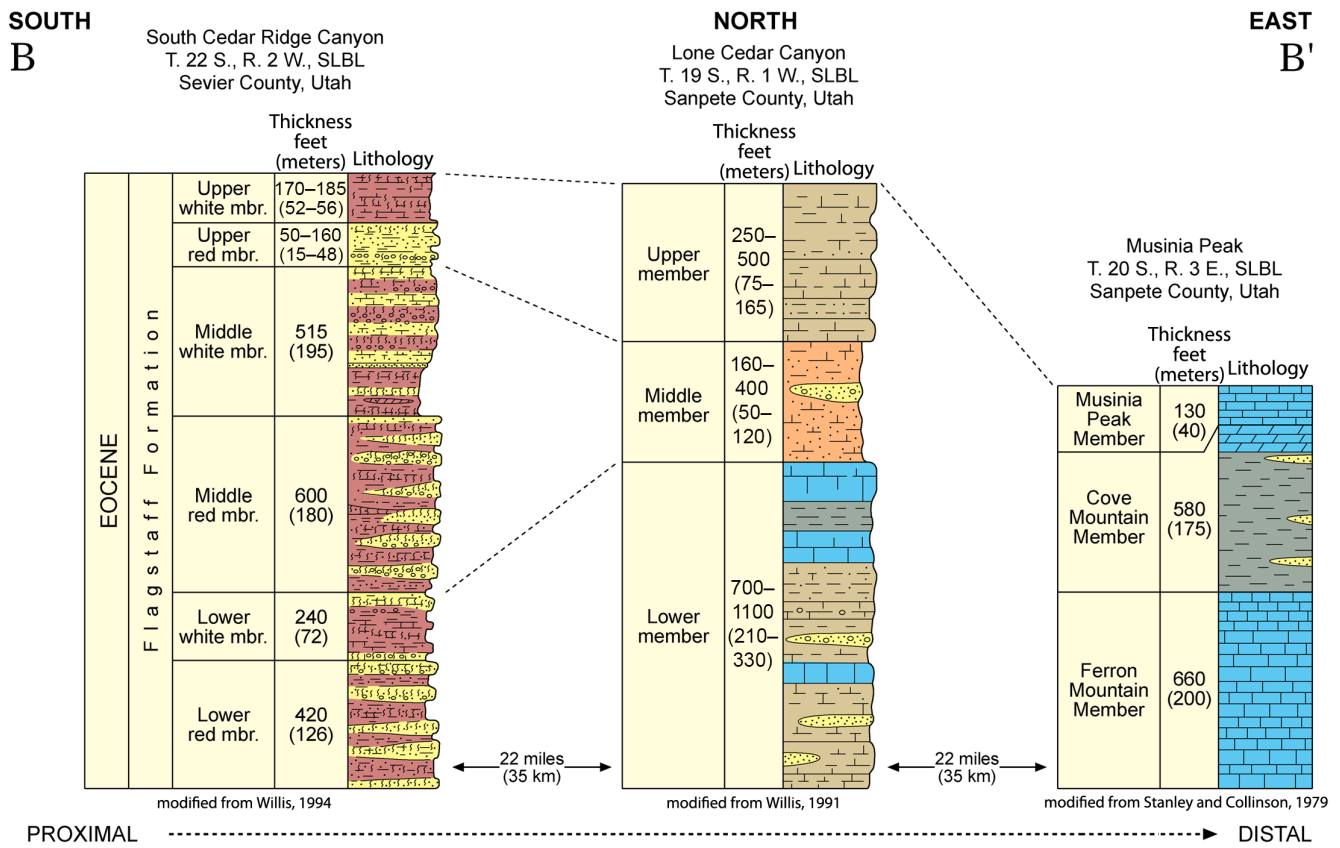 SOUTH
B
South Cedar Ridge Canyon
T. 22 S., R. 2 W., SLBL
Sevier County, Utah
Thickness
feet
(meters)
Lithology
EOCENE
Flagstaff Formation
Upper
white mbr.
170–185
(52–56)
Upper
red mbr.
50–160
(15–48)
Middle
white mbr.
515
(195)
Middle
red mbr.
600
(180)
Lower
white mbr.
240
(72)
Lower
red mbr.
420
(126)
modified from Willis, 1994
22 miles
(35 km)
NORTH
Lone Cedar Canyon
T. 19 S., R. 1 W., SLBL
Sanpete County, Utah
Thickness
feet
(meters)
Lithology
Upper
member
250–
500
(75–
165)
Middle
member
160–
400
(50–
120)
Lower
member
700–
1100
(210–
330)
modified from Willis, 1991
22 miles
(35 km)
EAST
B'
Musinia Peak
T. 20 S., R. 3 E., SLBL
Sanpete County, Utah
Thickness
feet
(meters)
Lithology
Musinia
Peak
Member
130
(40)
Cove
Mountain
Member
580
(175)
Ferron
Mountain
Member
660
(200)
modified from Stanley and Collinson, 1979
PROXIMAL
DISTAL